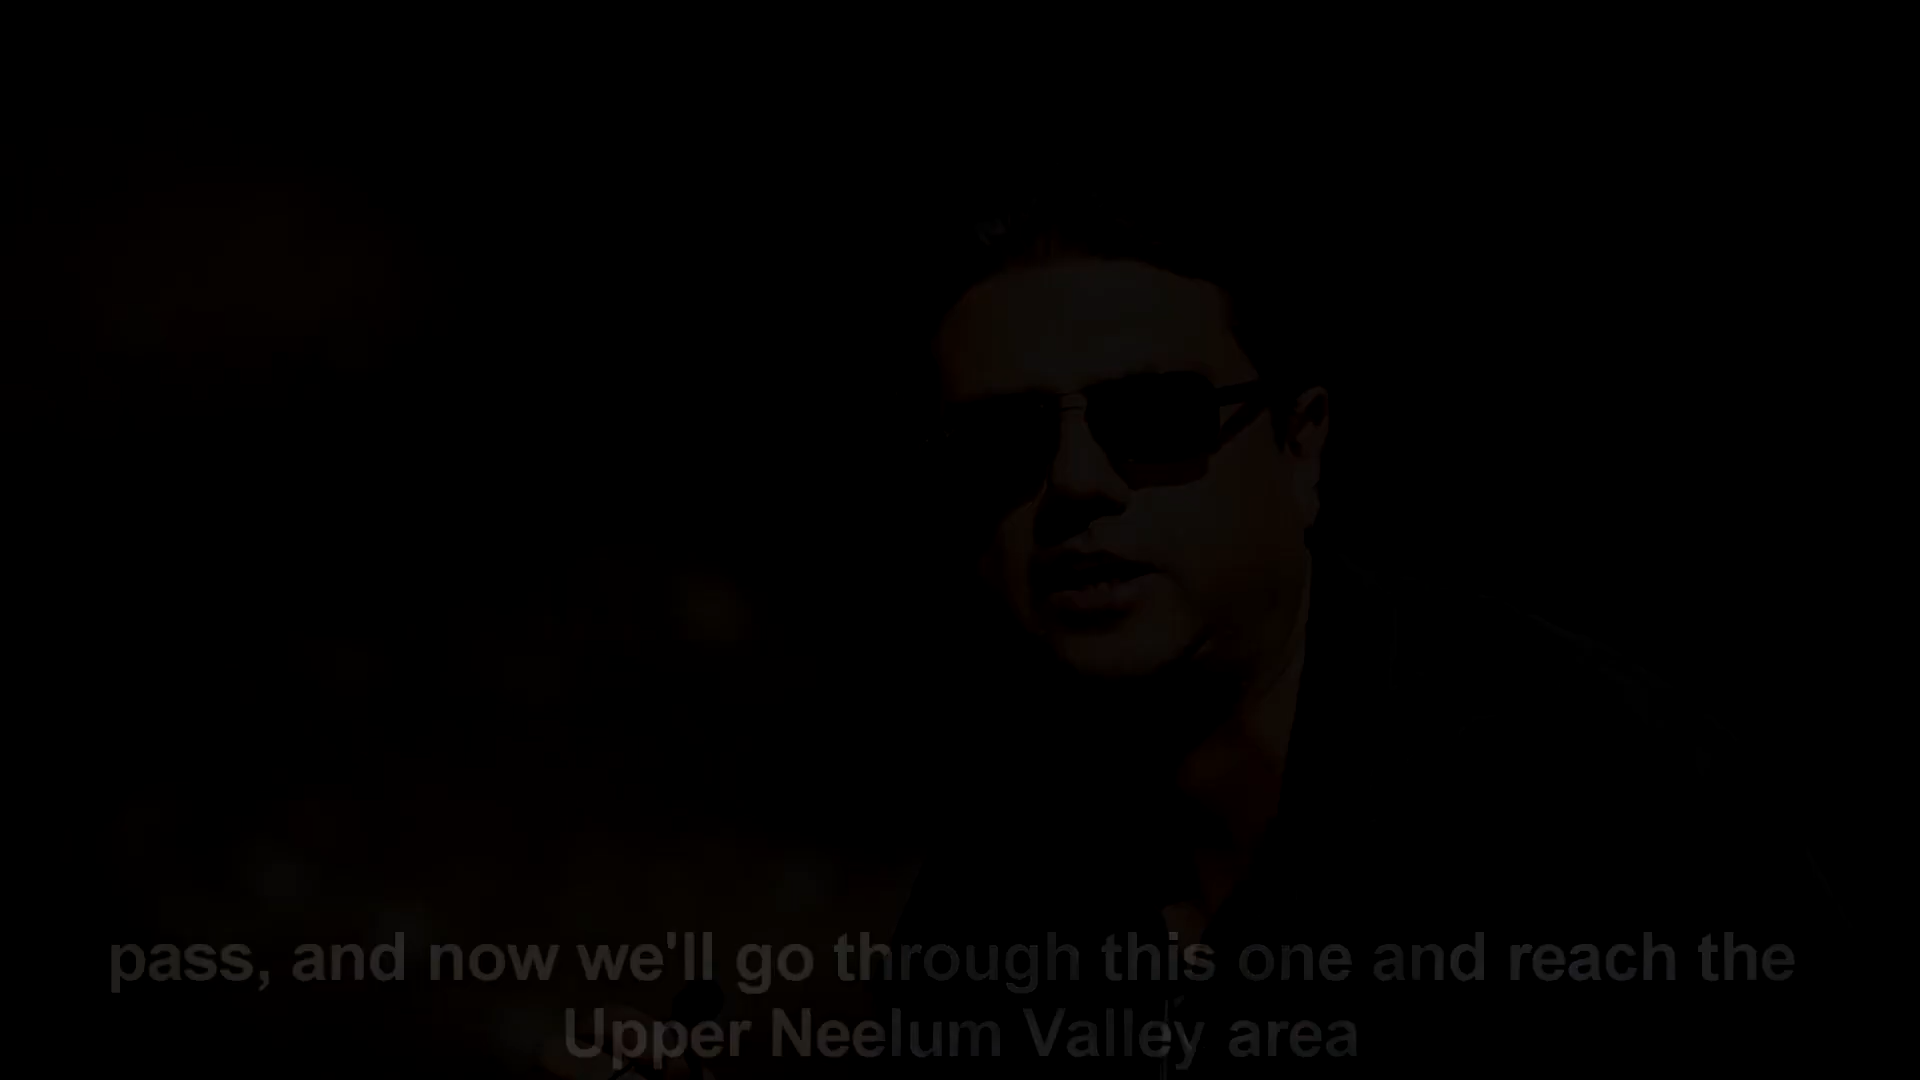 pass, and now we'll go through this one and reach the
Upper Neelum Valley area